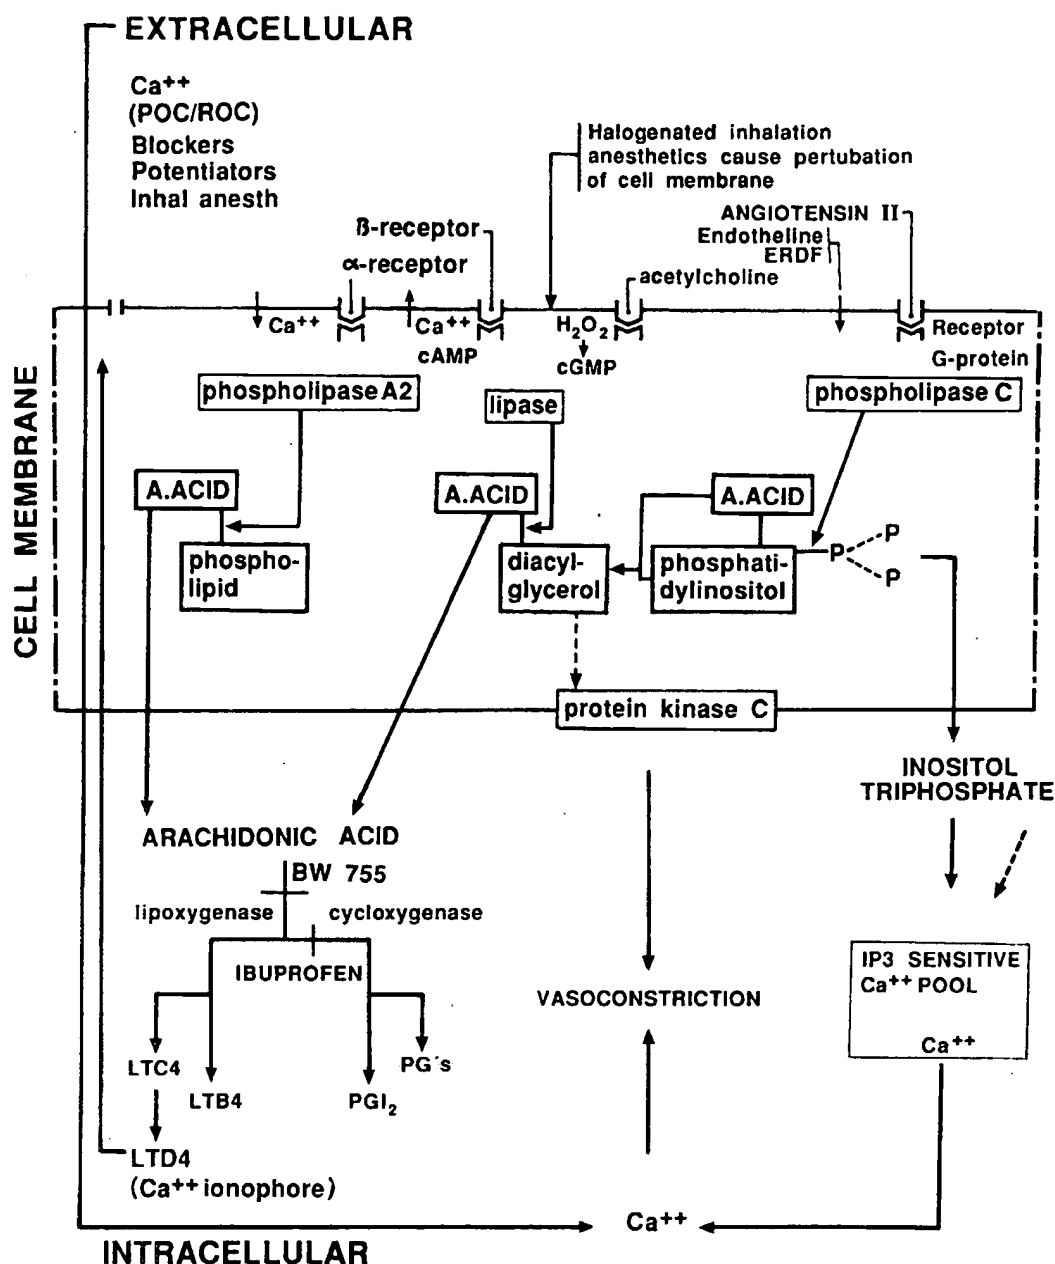 EXTRACELLULAR
Ca++
(POC/ROC)
Blockers
Potentiators
Inhal anesth
Halogenated inhalation
anesthetics cause pertubation
of cell membrane
ANGIOTENSIN II
Endotheline
ERDF
ß-receptor
α-receptor
acetylcholine
Ca++
Ca++
cAMP
H2O2
cGMP
Receptor
G-protein
CELL MEMBRANE
phospholipase A2
lipase
phospholipase C
A.ACID
A.ACID
A.ACID
phospho-
lipid
diacyl-
glycerol
phosphati-
dylinositol
P
P
P
protein kinase C
INOSITOL
TRIPHOSPHATE
ARACHIDONIC ACID
BW 755
lipoxygenase
cycloxygenase
IBUPROFEN
VASOCONSTRICTION
IP3 SENSITIVE
Ca++ POOL
Ca++
LTC4
LTB4
PGI2
PG´s
LTD4
(Ca++ ionophore)
Ca++
INTRACELLULAR